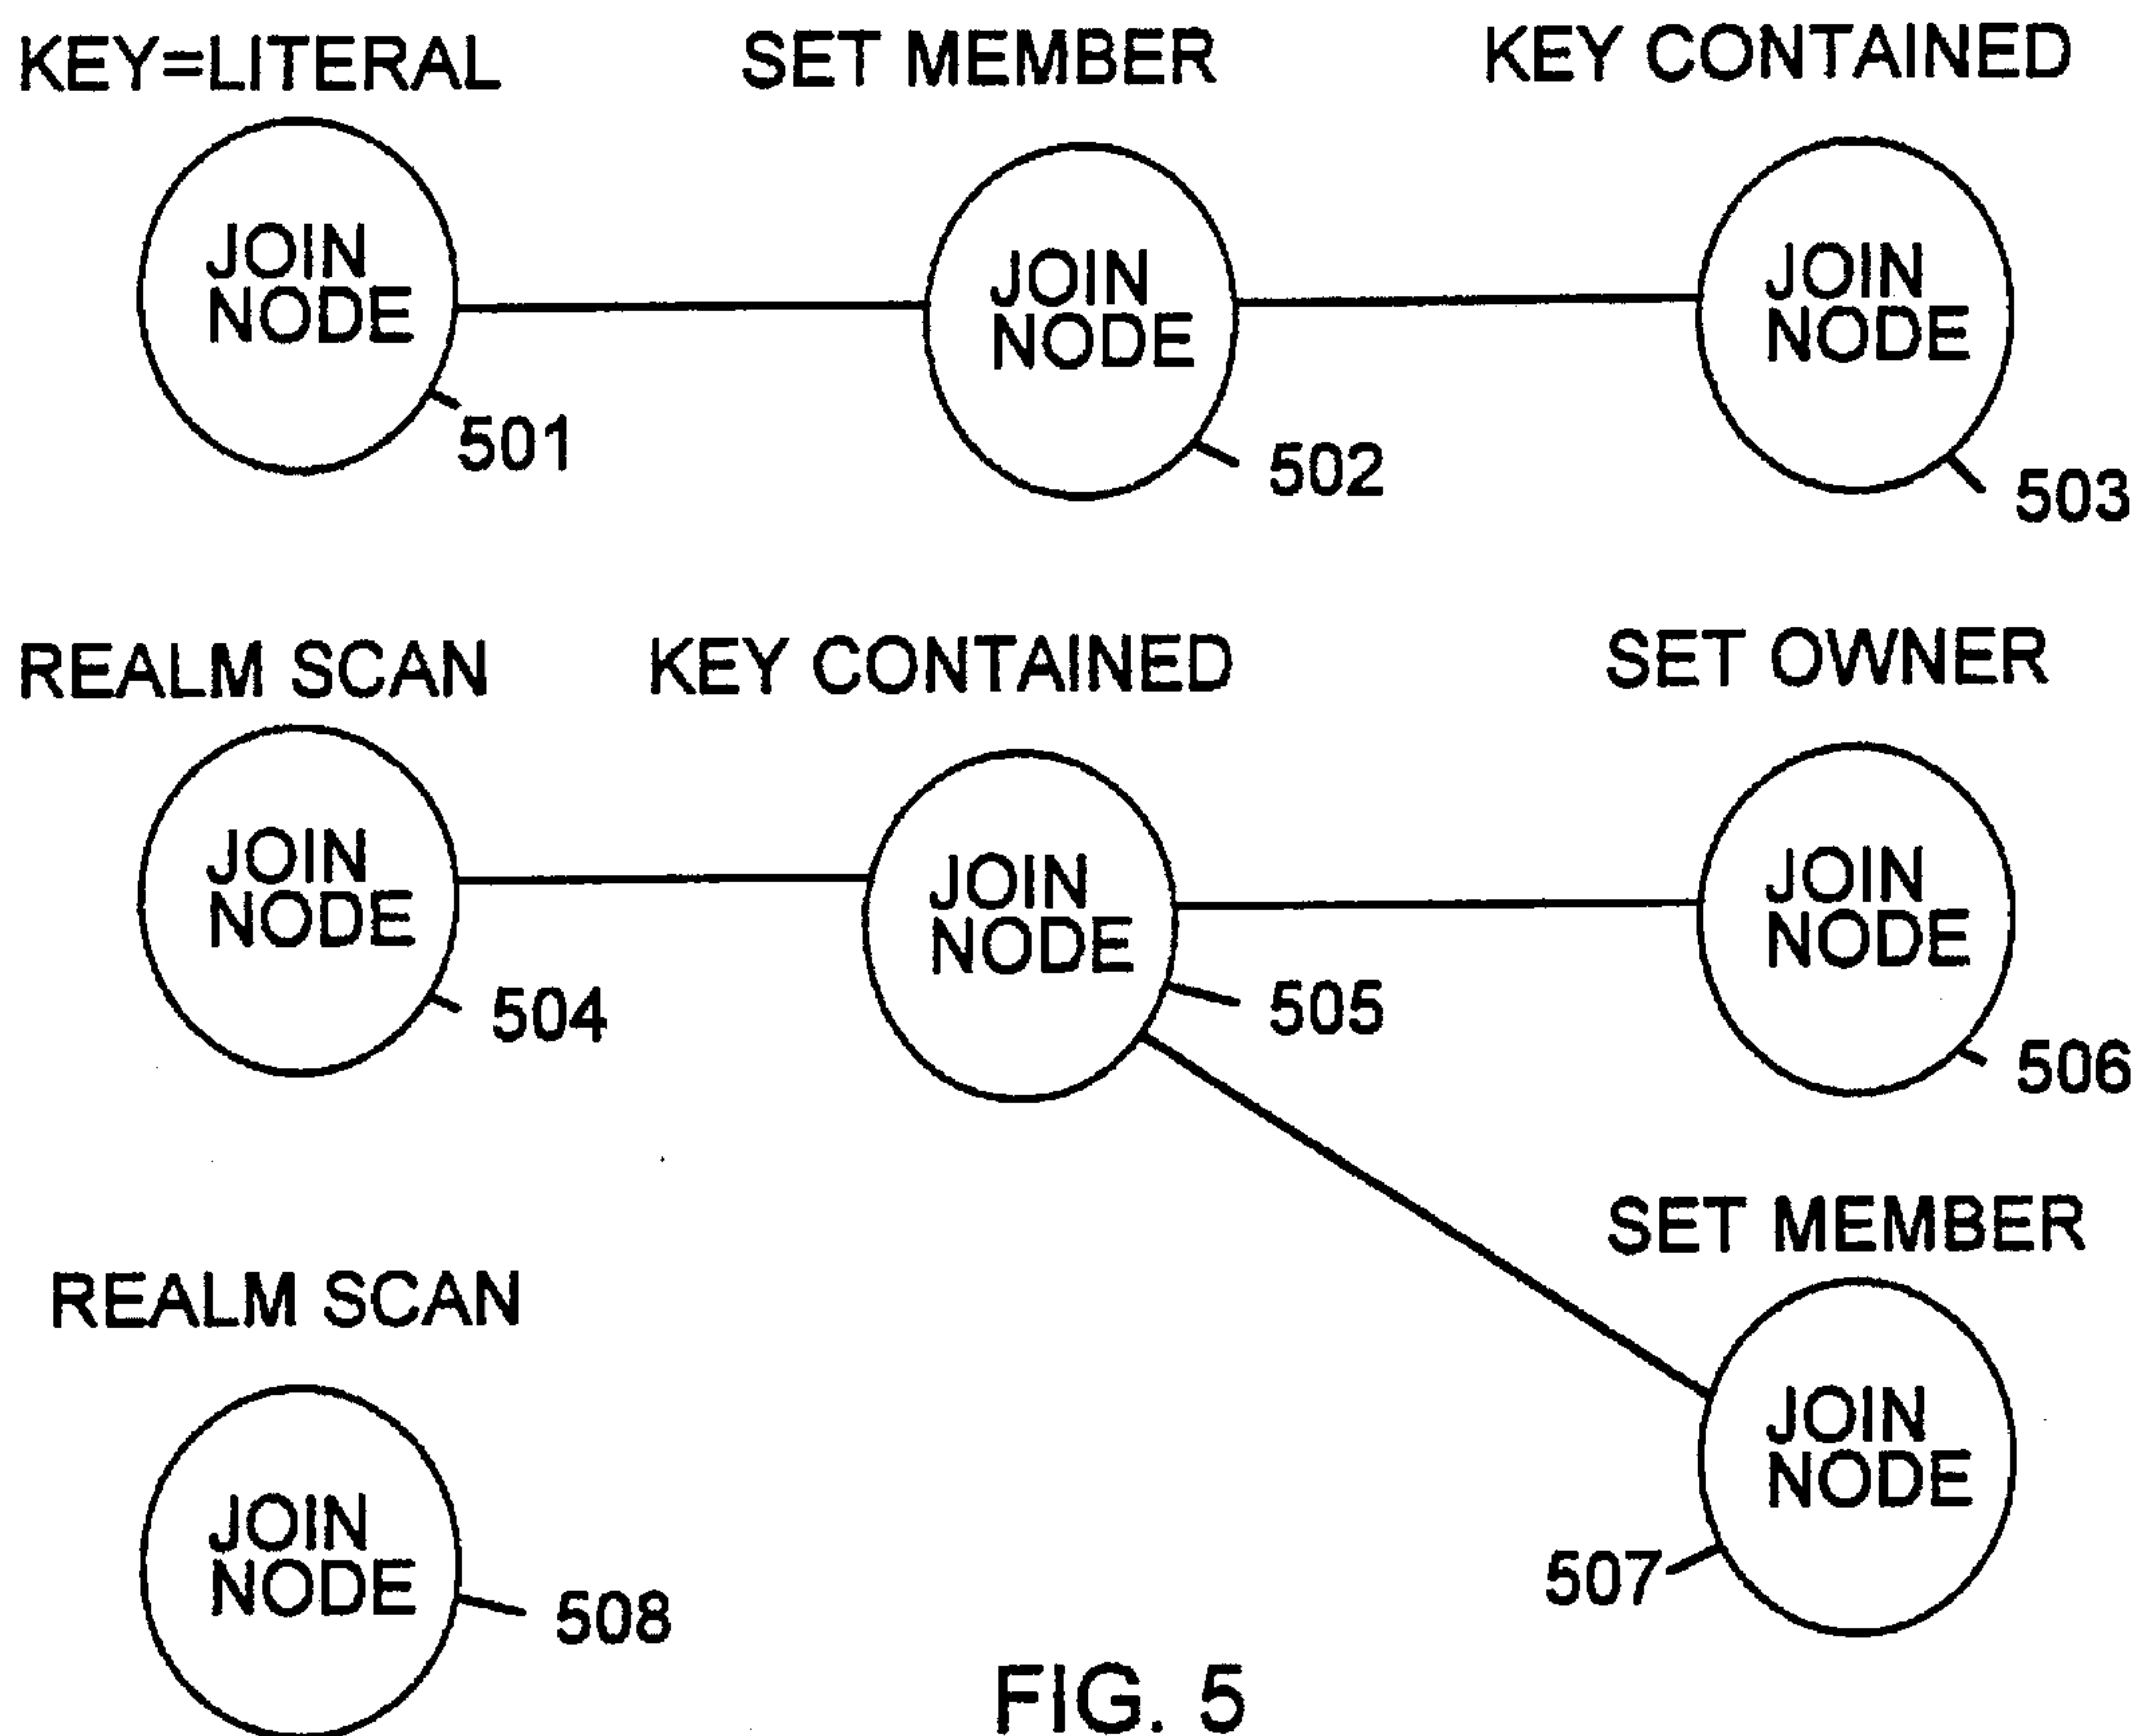 KEY=LITERAL
SET MEMBER
KEY CONTAINED
JOIN
NODE
501
JOIN
NODE
502
JOIN
NODE
503
REALM SCAN
KEY CONTAINED
SET OWNER
JOIN
NODE
504
JOIN
NODE
505
JOIN
NODE
506
SET MEMBER
JOIN
NODE
507
REALM SCAN
JOIN
NODE
508
FIG. 5